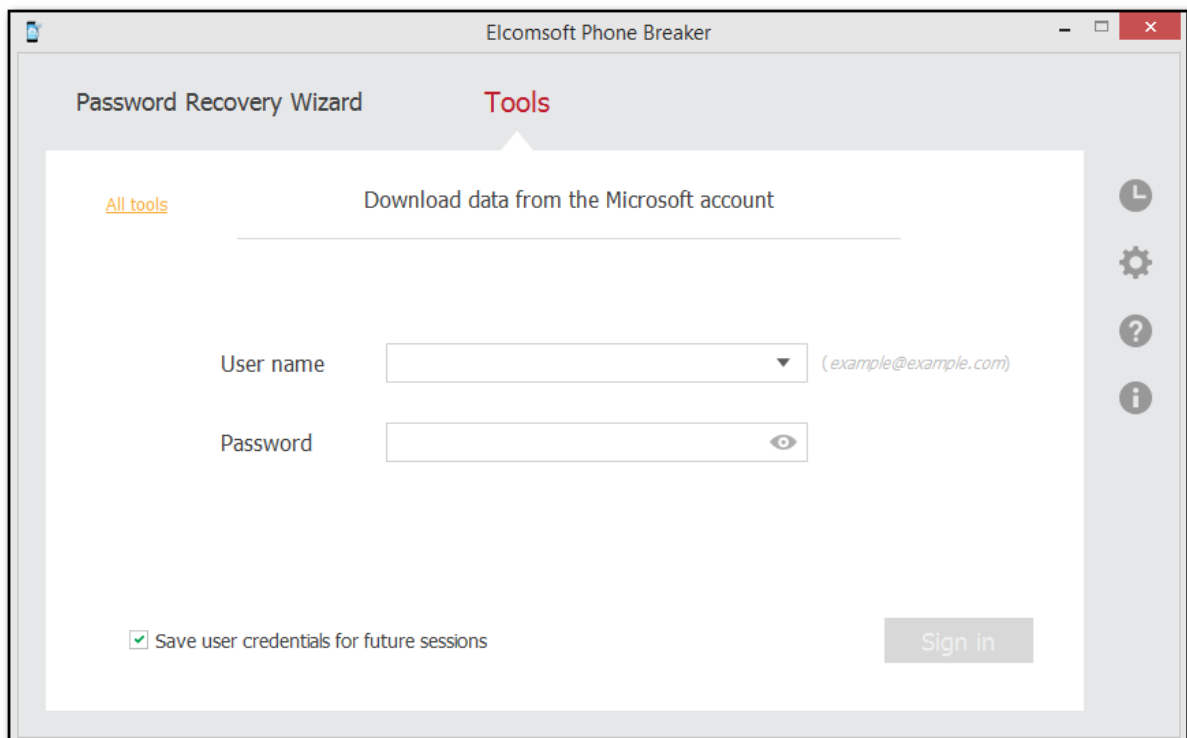 Elcomsoft Phone Breaker
Password Recovery Wizard
Tools
All tools
Download data from the Microsoft account
User name
(example@example.com)
Password
Save user credentials for future sessions
Sign in